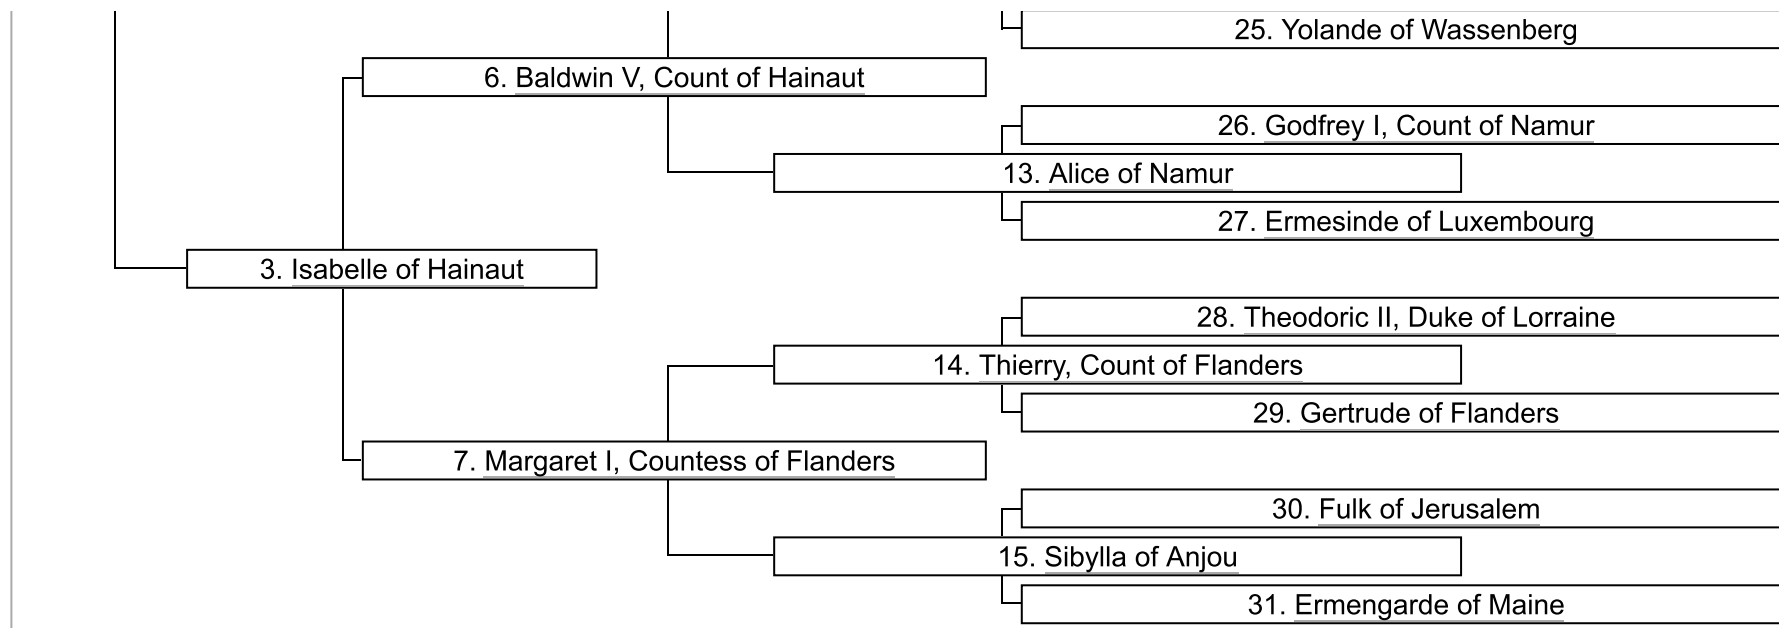 25. Yolande of Wassenberg
6. Baldwin V, Count of Hainaut
26. Godfrey I, Count of Namur
13. Alice of Namur
27. Ermesinde of Luxembourg
3. Isabelle of Hainaut
28. Theodoric II, Duke of Lorraine
14. Thierry, Count of Flanders
29. Gertrude of Flanders
7. Margaret I, Countess of Flanders
30. Fulk of Jerusalem
15. Sibylla of Anjou
31. Ermengarde of Maine